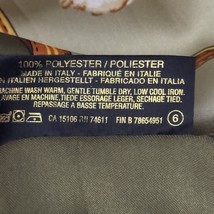 100% POLYESTER / POLIESTER
MADE IN ITALY - FABRIQUÉ EN ITALIE
ITALIEN HERGESTELLT - FABRICADO EN ITALIA
MACHINE WASH WARM, GENTLE TUMBLE DRY, LOW COOL IRON.
LAVAGE EN MACHINE, TIEDE ESSORAGE LEGER, SECHAGE TIEDE.
REPASSAGE A BASSE TEMPERATURE.
CA 15106 RN 74611 FIN B 78654951 6